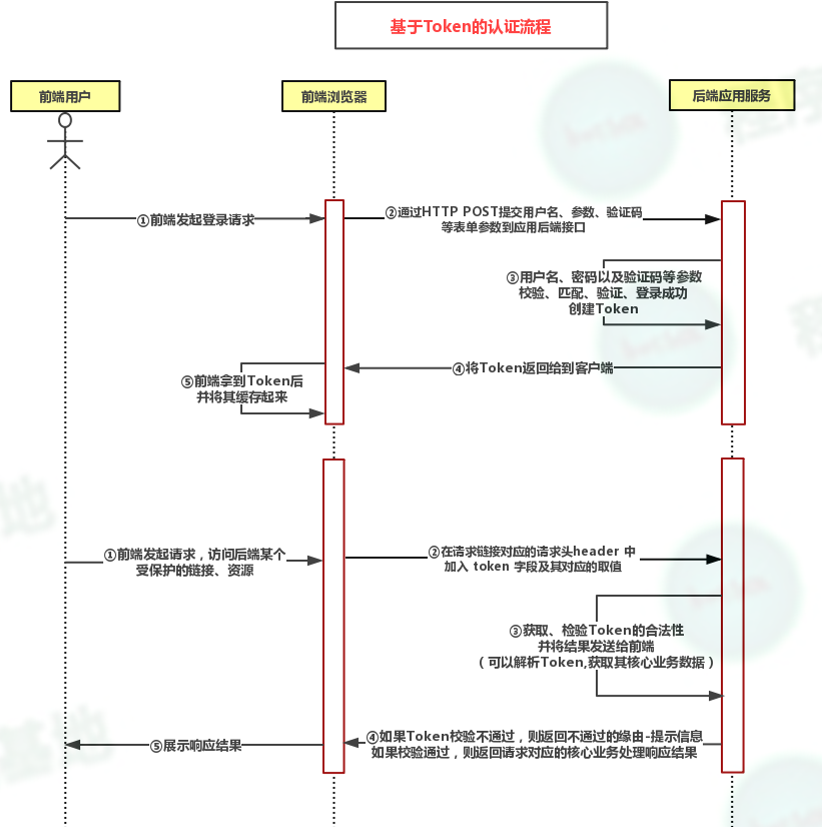 基于Token的认证流程
前端用户
前端浏览器
后端应用服务
①前端发起登录请求
②通过HTTP POST提交用户名、参数、验证码
等表单参数到应用后端接口
③用户名、密码以及验证码等参数
校验、匹配、验证、登录成功
创建Token
④将Token返回给到客户端
⑤前端拿到Token后
并将其缓存起来
①前端发起请求，访问后端某个
受保护的链接、资源
②在请求链接对应的请求头header 中
加入 token 字段及其对应的取值
③获取、检验Token的合法性
并将结果发送给前端
（可以解析Token,获取其核心业务数据）
④如果Token校验不通过，则返回不通过的缘由-提示信息
如果校验通过，则返回请求对应的核心业务处理响应结果
⑤展示响应结果
程序
程
地
基地